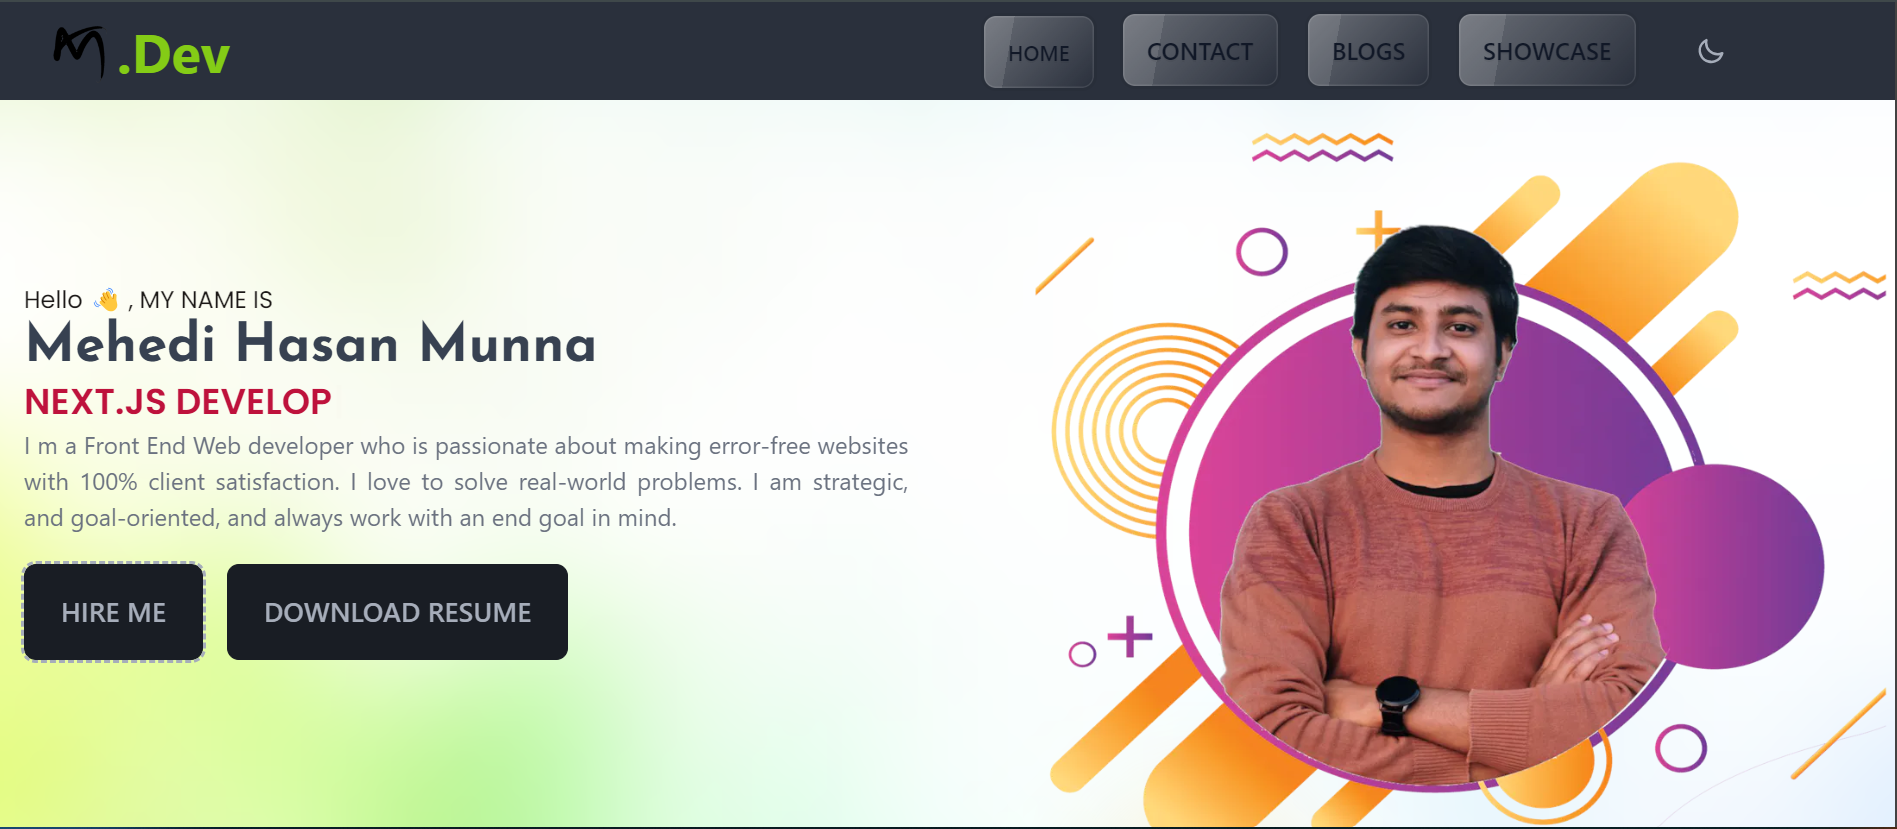 M .Dev
HOME
CONTACT
BLOGS
SHOWCASE
Hello 👋 , MY NAME IS
Mehedi Hasan Munna
NEXT.JS DEVELOP
I m a Front End Web developer who is passionate about making error-free websites
with 100% client satisfaction. I love to solve real-world problems. I am strategic,
and goal-oriented, and always work with an end goal in mind.
HIRE ME
DOWNLOAD RESUME